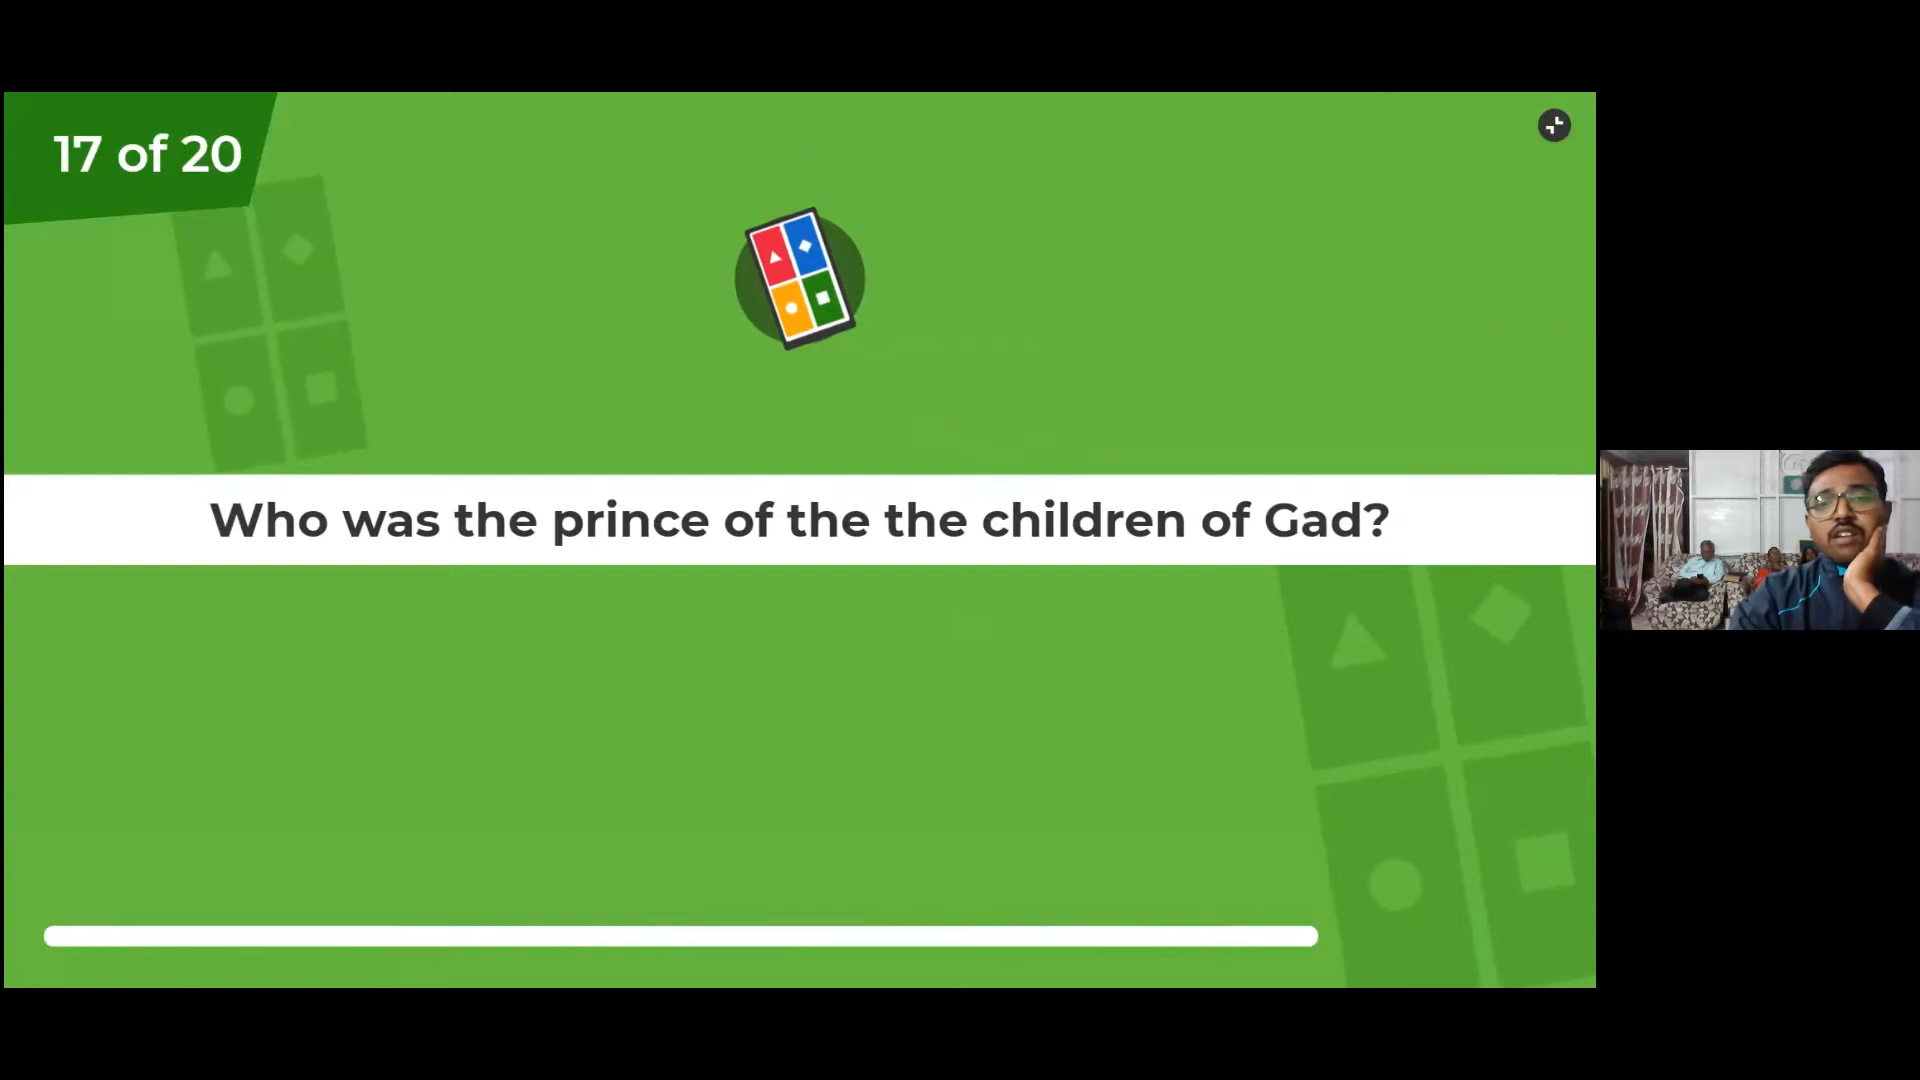 17 of 20
Who was the prince of the the children of Gad?